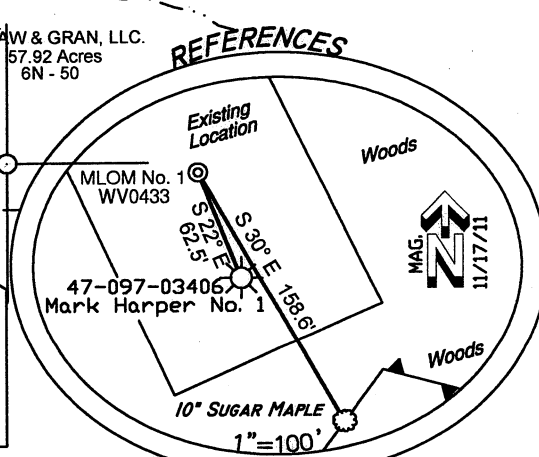 AW & GRAN, LLC.
57.92 Acres
6N - 50
REFERENCES
Existing
Location
Woods
MLOM No. 1
WV0433
S 22° E
62.5'
S 30° E 158.6'
MAG.
N
11/17/11
47-097-03406
Mark Harper No. 1
Woods
10" SUGAR MAPLE
1"=100'